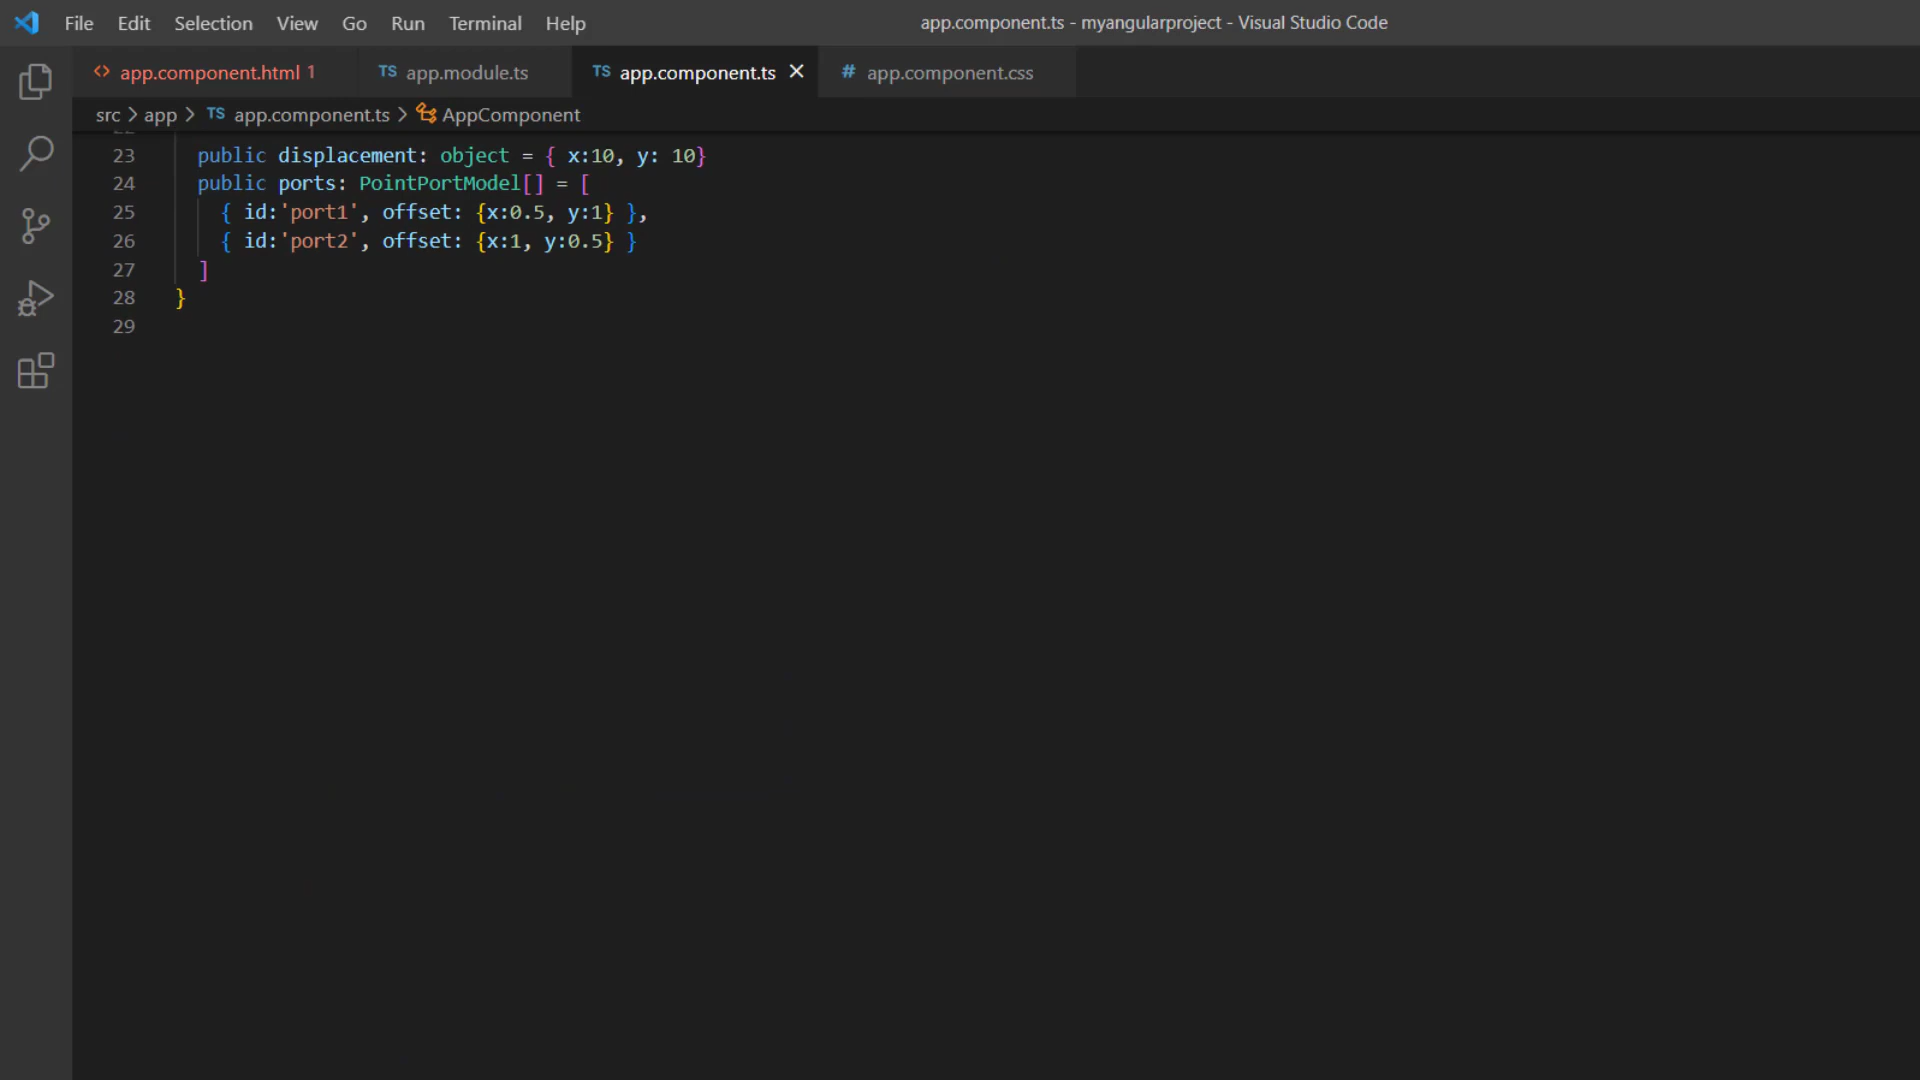 File Edit Selection View Go Run Terminal Help app.component.ts - myangularproject - Visual Studio Code
<> app.component.html 1 TS app.module.ts TS app.component.ts # app.component.css
src > app > TS app.component.ts > AppComponent
23 public displacement: object = { x:10, y: 10}
24 public ports: PointPortModel[] = [
25 { id:'port1', offset: {x:0.5, y:1} },
26 { id:'port2', offset: {x:1, y:0.5} }
27 ]
28 }
29